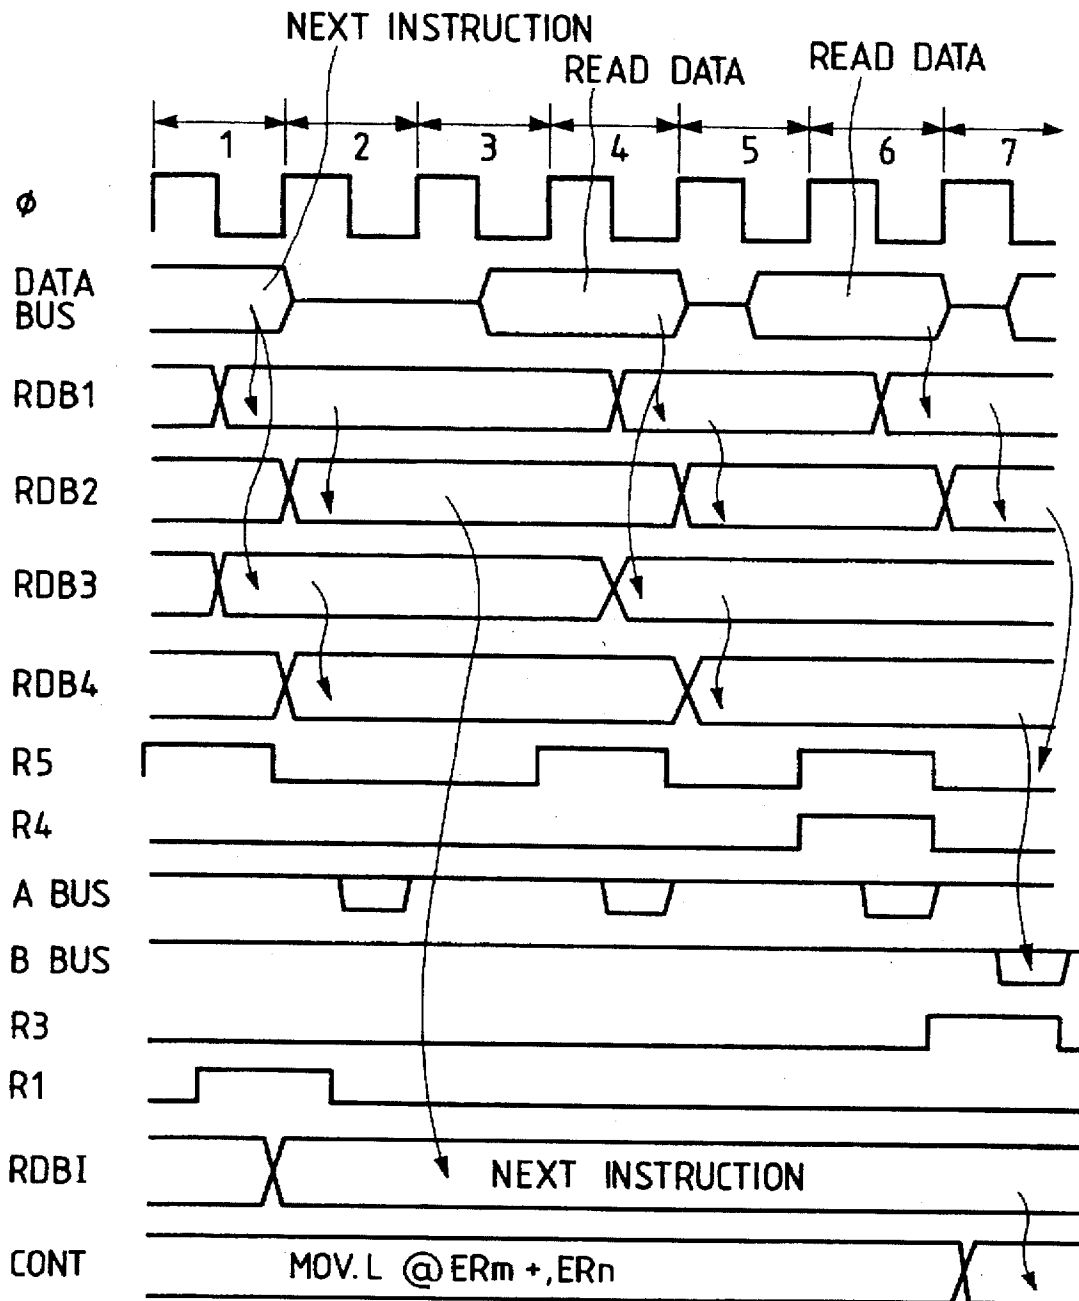 NEXT INSTRUCTION
READ DATA
READ DATA
1 2 3 4 5 6 7
ø
DATA
BUS
RDB1
RDB2
RDB3
RDB4
R5
R4
A BUS
B BUS
R3
R1
RDBI NEXT INSTRUCTION
CONT MOV.L @ERm+,ERn